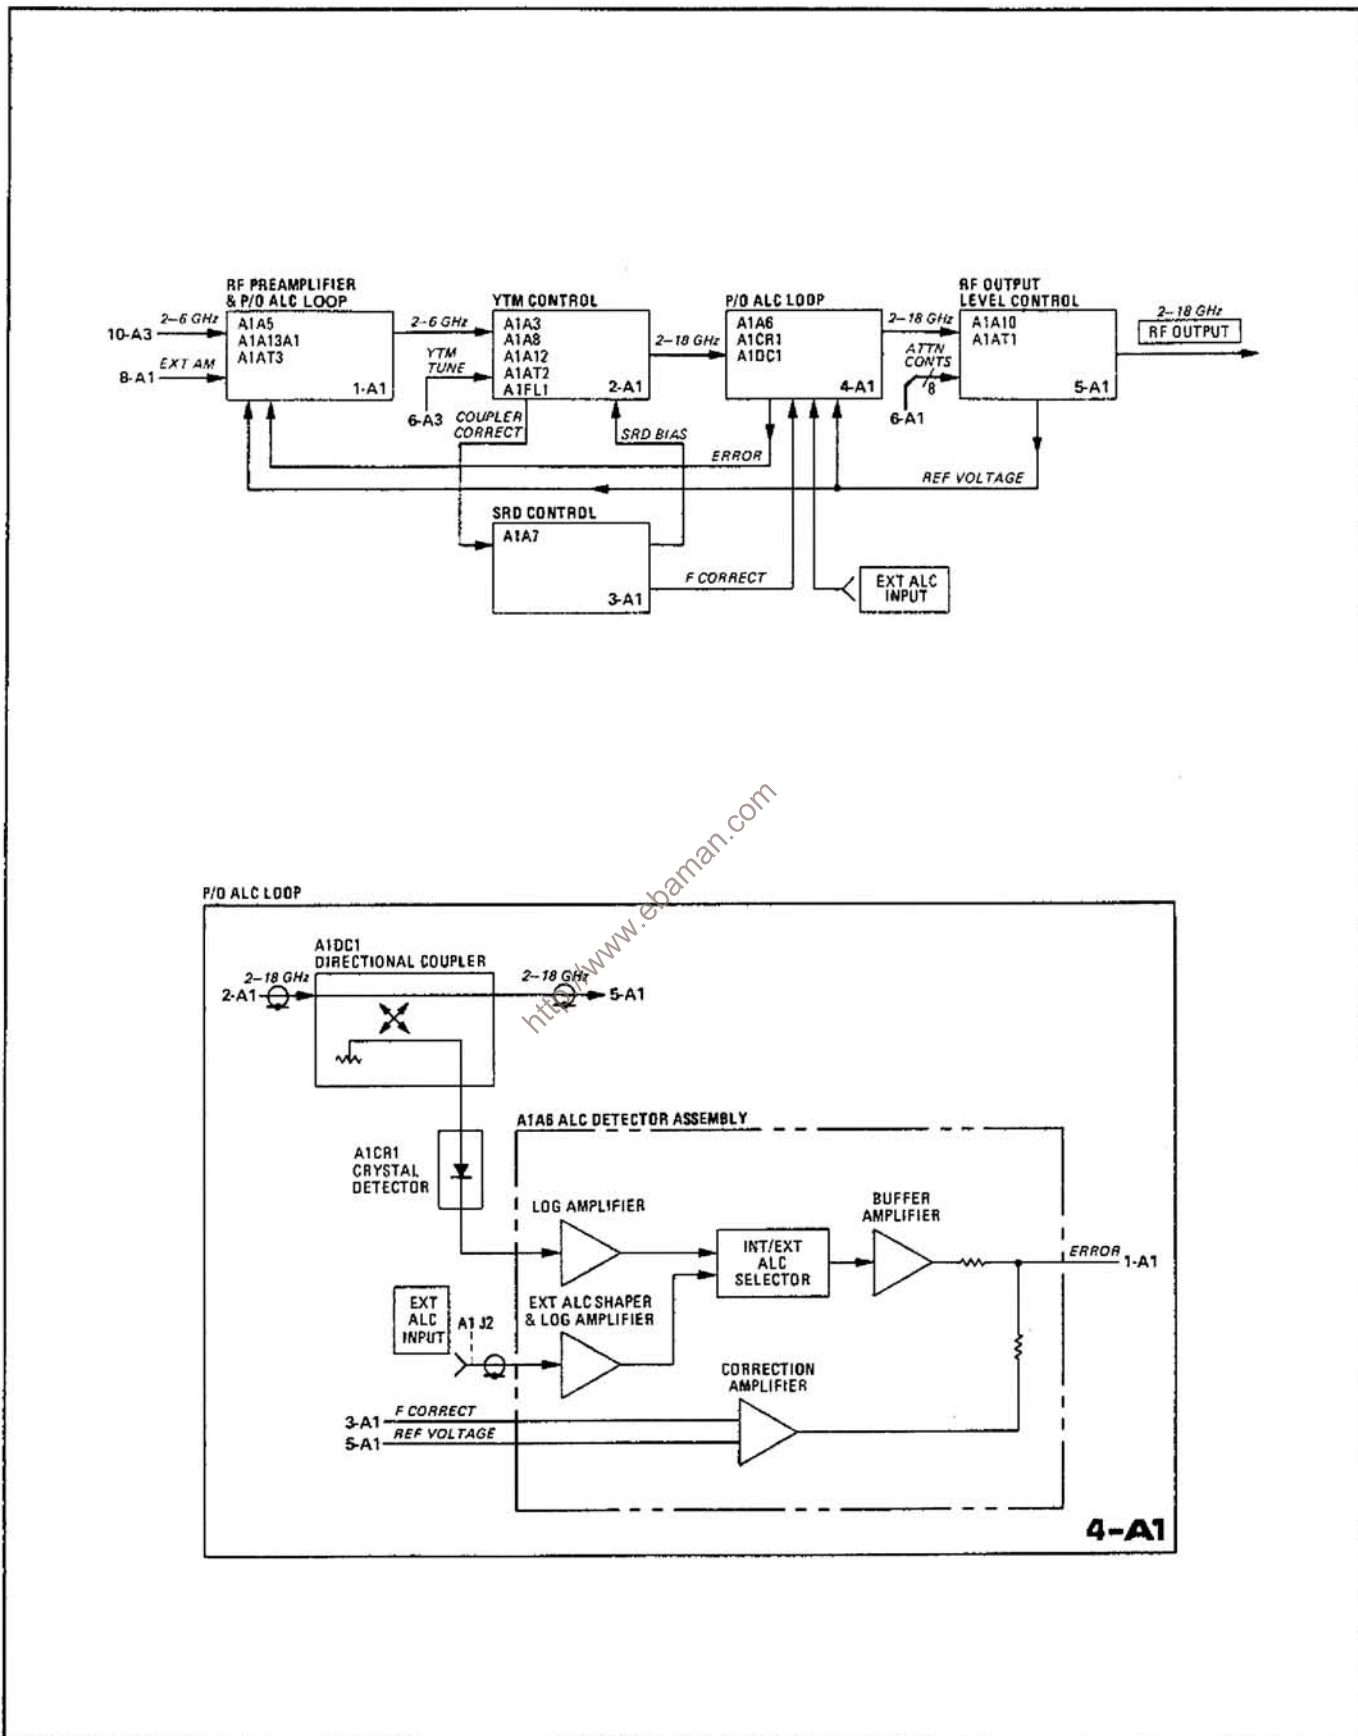 RF PREAMPLIFIER
& P/O ALC LOOP
2–6 GHz
10-A3
EXT AM
8-A1
A1A5
A1A13A1
A1AT3
1-A1
2–6 GHz
YTM
TUNE
6-A3
YTM CONTROL
A1A3
A1A8
A1A12
A1AT2
A1FL1
2-A1
2–18 GHz
P/O ALC LOOP
A1A6
A1CR1
A1DC1
4-A1
2–18 GHz
ATTN
CONTS
8
6-A1
RF OUTPUT
LEVEL CONTROL
A1A10
A1AT1
5-A1
2–18 GHz
RF OUTPUT
COUPLER
CORRECT
SRD BIAS
ERROR
REF VOLTAGE
SRD CONTROL
A1A7
3-A1
F CORRECT
EXT ALC
INPUT
http://www.ebaman.com
P/O ALC LOOP
A1DC1
DIRECTIONAL COUPLER
2–18 GHz
2-A1
2–18 GHz
5-A1
A1CR1
CRYSTAL
DETECTOR
A1A6 ALC DETECTOR ASSEMBLY
LOG AMPLIFIER
INT/EXT
ALC
SELECTOR
BUFFER
AMPLIFIER
ERROR
1-A1
EXT
ALC
INPUT
A1 J2
EXT ALC SHAPER
& LOG AMPLIFIER
CORRECTION
AMPLIFIER
3-A1
F CORRECT
5-A1
REF VOLTAGE
4-A1